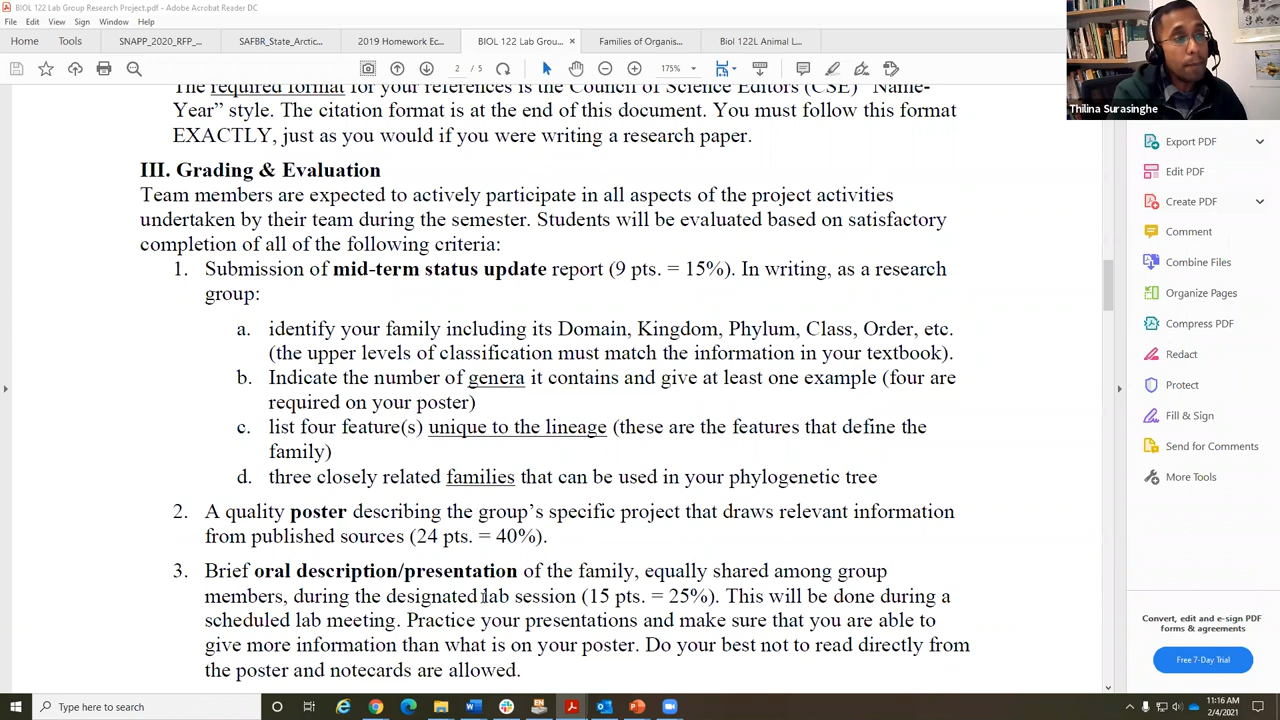 BIOL 122 Lab Group Research Project.pdf - Adobe Acrobat Reader DC
File Edit View Sign Window Help
Home Tools SNAPP_2020_RFP_... SAFBR_State_Arctic... 2019 Homework Ec... BIOL 122 Lab Grou... × Families of Organis... Biol 122L Animal L...
2 / 5 175%
Thilina Surasinghe
The required format for your references is the Council of Science Editors (CSE) “Name-
Year” style. The citation format is at the end of this document. You must follow this format
EXACTLY, just as you would if you were writing a research paper.
III. Grading & Evaluation
Team members are expected to actively participate in all aspects of the project activities
undertaken by their team during the semester. Students will be evaluated based on satisfactory
completion of all of the following criteria:
1. Submission of mid-term status update report (9 pts. = 15%). In writing, as a research
group:
a. identify your family including its Domain, Kingdom, Phylum, Class, Order, etc.
(the upper levels of classification must match the information in your textbook).
b. Indicate the number of genera it contains and give at least one example (four are
required on your poster)
c. list four feature(s) unique to the lineage (these are the features that define the
family)
d. three closely related families that can be used in your phylogenetic tree
2. A quality poster describing the group’s specific project that draws relevant information
from published sources (24 pts. = 40%).
3. Brief oral description/presentation of the family, equally shared among group
members, during the designated lab session (15 pts. = 25%). This will be done during a
scheduled lab meeting. Practice your presentations and make sure that you are able to
give more information than what is on your poster. Do your best not to read directly from
the poster and notecards are allowed.
Export PDF
Edit PDF
Create PDF
Comment
Combine Files
Organize Pages
Compress PDF
Redact
Protect
Fill & Sign
Send for Comments
More Tools
Convert, edit and e-sign PDF
forms & agreements
Free 7-Day Trial
Type here to search
11:16 AM
2/4/2021